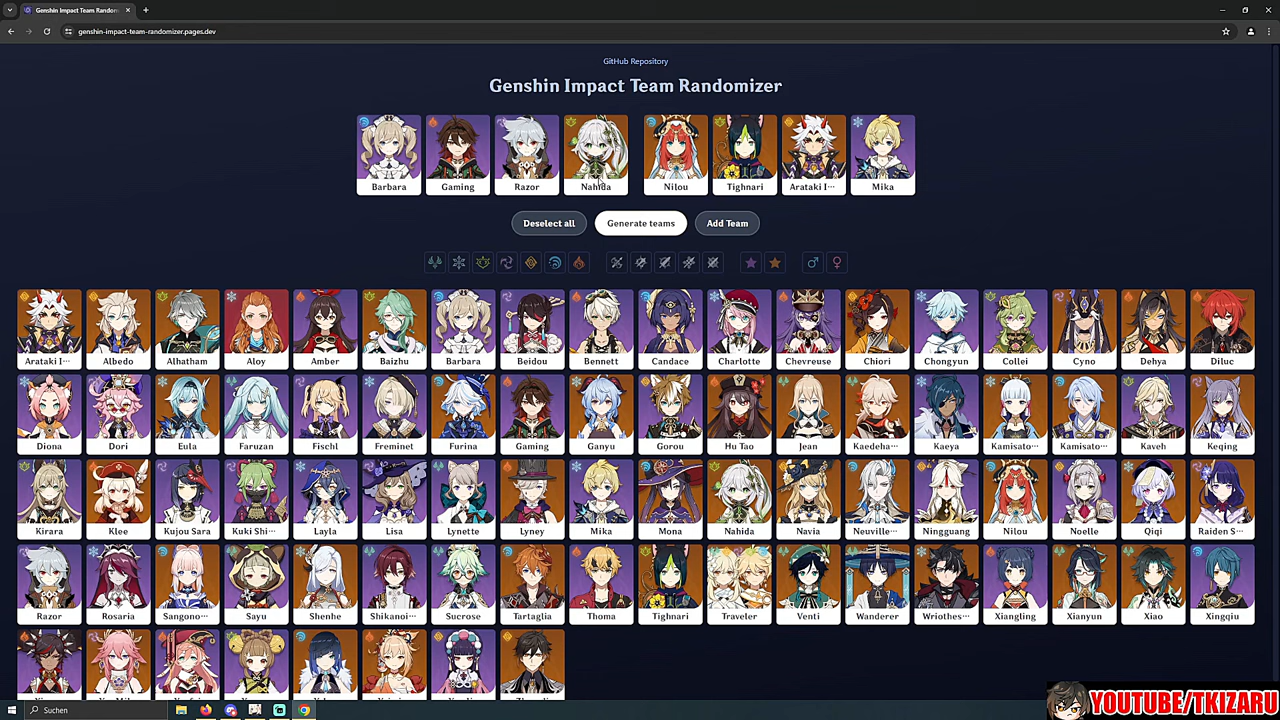 Genshin Impact Team Random
genshin-impact-team-randomizer.pages.dev
GitHub Repository
Genshin Impact Team Randomizer
Barbara Gaming Razor Nahida Nilou Tighnari Arataki I··· Mika
Deselect all Generate teams Add Team
Arataki I··· Albedo Alhatham Aloy Amber Baizhu Barbara Beidou Bennett Candace Charlotte Chevreuse Chiori Chongyun Collei Cyno Dehya Diluc
Diona Dori Eula Faruzan Fischl Freminet Furina Gaming Ganyu Gorou Hu Tao Jean Kaedeha··· Kaeya Kamisato··· Kamisato··· Kaveh Keqing
Kirara Klee Kujou Sara Kuki Shi··· Layla Lisa Lynette Lyney Mika Mona Nahida Navia Neuville··· Ningguang Nilou Noelle Qiqi Raiden S···
Razor Rosaria Sangono··· Sayu Shenhe Shikanoi··· Sucrose Tartaglia Thoma Tighnari Traveler Venti Wanderer Wriothes··· Xiangling Xianyun Xiao Xingqiu
Suchen
YOUTUBE/TKIZARU